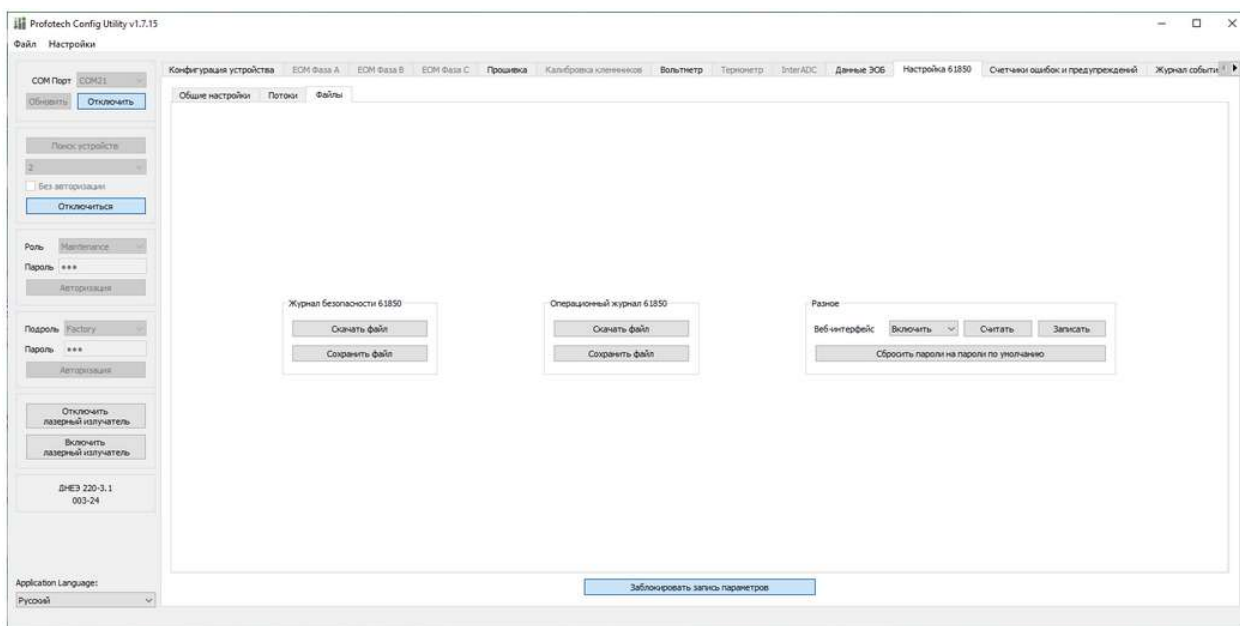 Profotech Config Utility v1.7.15
Файл Настройки
COM Порт COM21
Обновить Отключить
Поиск устройств
2
Без авторизации
Отключиться
Роль Maintenance
Пароль ***
Авторизация
Подроль Factory
Пароль ***
Авторизация
Отключить
лазерный излучатель
Включить
лазерный излучатель
ДНЕЭ 220-3.1
003-24
Application Language:
Русский
Конфигурация устройства EOM Фаза A EOM Фаза B EOM Фаза C Прошивка Калибровка клемников Вольтметр Термометр InterADC Данные ЭОБ Настройка 61850 Счетчики ошибок и предупреждений Журнал событи
Общие настройки Потоки Файлы
Журнал безопасности 61850
Скачать файл
Сохранить файл
Операционный журнал 61850
Скачать файл
Сохранить файл
Разное
Веб-интерфейс Включить Считать Записать
Сбросить пароли на пароли по умолчанию
Заблокировать запись параметров